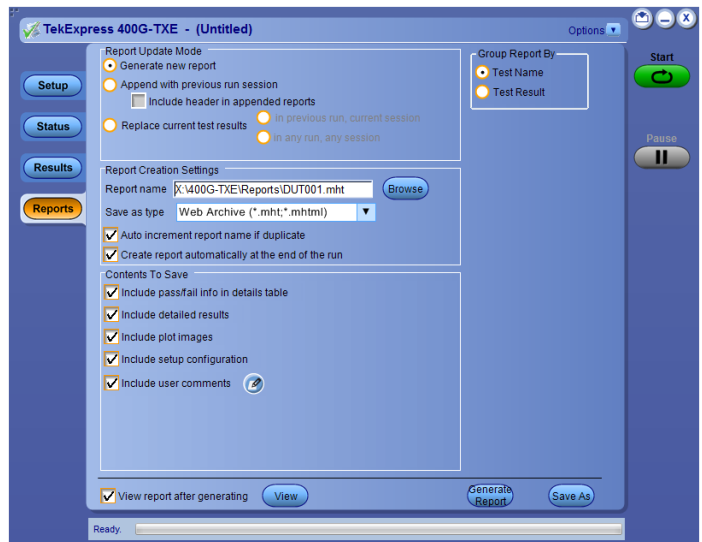 TekExpress 400G-TXE - (Untitled)
Options
Start
Pause
Setup
Status
Results
Reports
Report Update Mode
Generate new report
Append with previous run session
Include header in appended reports
Replace current test results
In previous run, current session
in any run, any session
Group Report By
Test Name
Test Result
Report Creation Settings
Report name X:\400G-TXE\Reports\DUT001.mht Browse
Save as type Web Archive (*.mht;*.mhtml)
Auto increment report name if duplicate
Create report automatically at the end of the run
Contents To Save
Include pass/fail info in details table
Include detailed results
Include plot images
Include setup configuration
Include user comments
View report after generating View
Generate
Report
Save As
Ready.